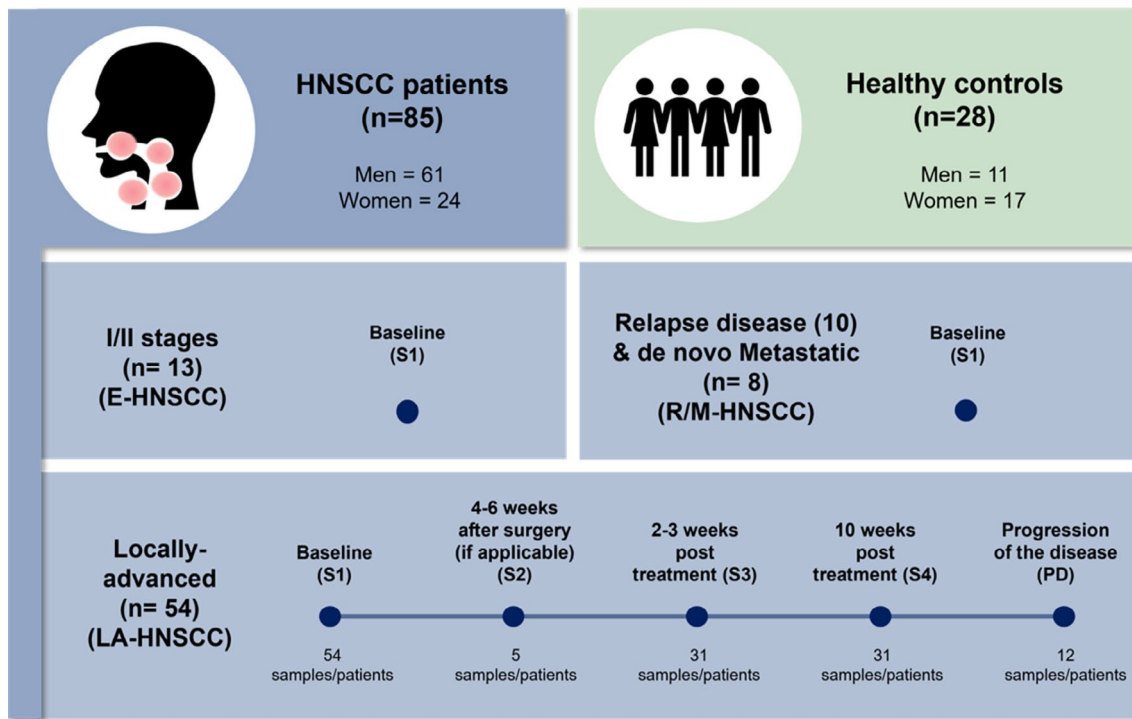 HNSCC patients
(n=85)
Men = 61
Women = 24
Healthy controls
(n=28)
Men = 11
Women = 17
I/II stages
(n= 13)
(E-HNSCC)
Baseline
(S1)
Relapse disease (10)
& de novo Metastatic
(n= 8)
(R/M-HNSCC)
Baseline
(S1)
Locally-
advanced
(n= 54)
(LA-HNSCC)
Baseline
(S1)
54
samples/patients
4-6 weeks
after surgery
(if applicable)
(S2)
5
samples/patients
2-3 weeks
post
treatment (S3)
31
samples/patients
10 weeks
post
treatment (S4)
31
samples/patients
Progression
of the disease
(PD)
12
samples/patients